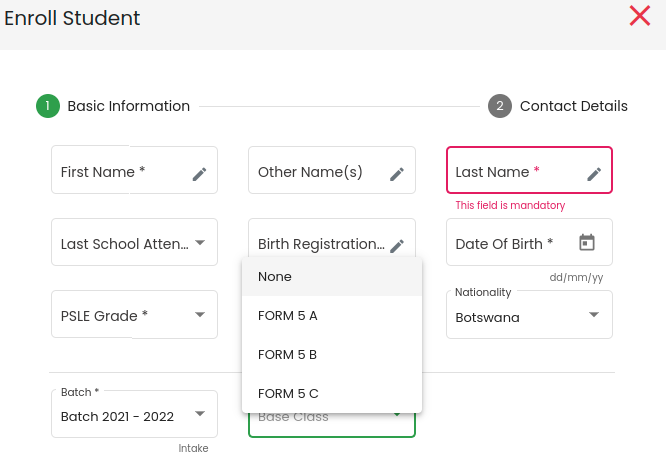 Enroll Student
1 Basic Information
2 Contact Details
First Name *
Other Name(s)
Last Name *
This field is mandatory
Last School Atten...
Birth Registration...
Date Of Birth *
dd/mm/yy
PSLE Grade *
Nationality
Botswana
None
FORM 5 A
FORM 5 B
FORM 5 C
Batch *
Batch 2021 - 2022
Intake
Base Class